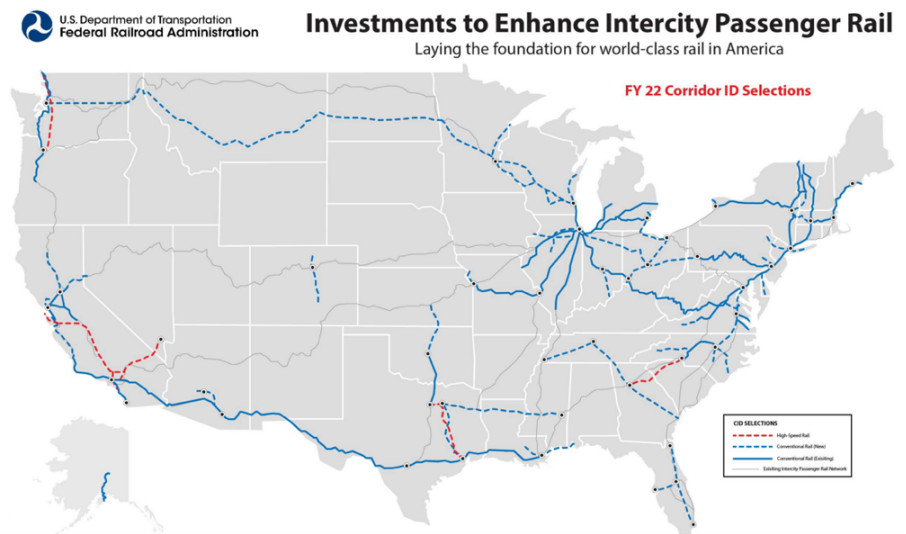 U.S. Department of Transportation
Federal Railroad Administration
Investments to Enhance Intercity Passenger Rail
Laying the foundation for world-class rail in America
FY 22 Corridor ID Selections
CID SELECTIONS
High-Speed Rail
Conventional Rail (New)
Conventional Rail (Existing)
Existing Intercity Passenger Rail Network